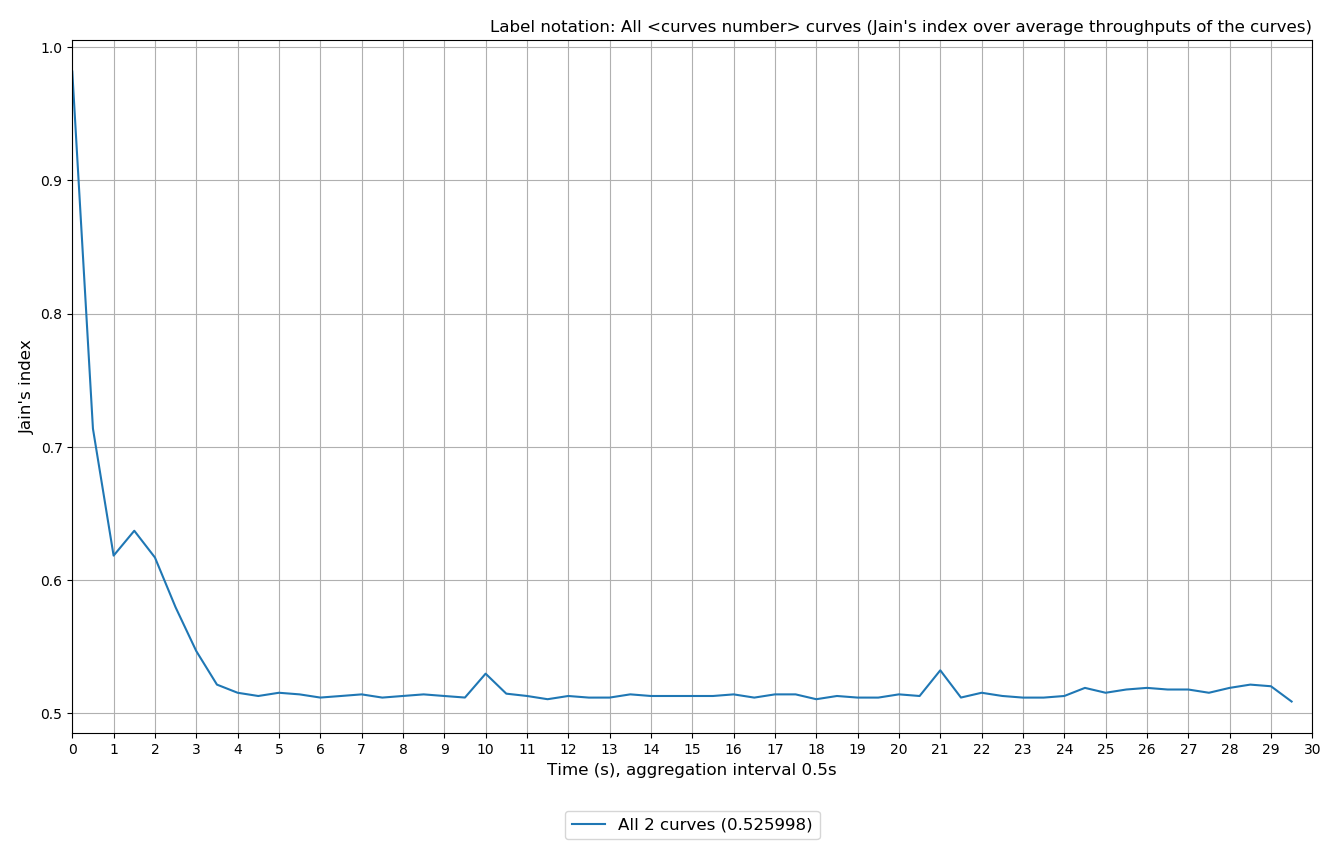 Label notation: All <curves number> curves (Jain's index over average throughputs of the curves)
1.0
0.9
0.8
0.7
0.6
0.5
Jain's index
0 1 2 3 4 5 6 7 8 9 10 11 12 13 14 15 16 17 18 19 20 21 22 23 24 25 26 27 28 29 30
Time (s), aggregation interval 0.5s
All 2 curves (0.525998)